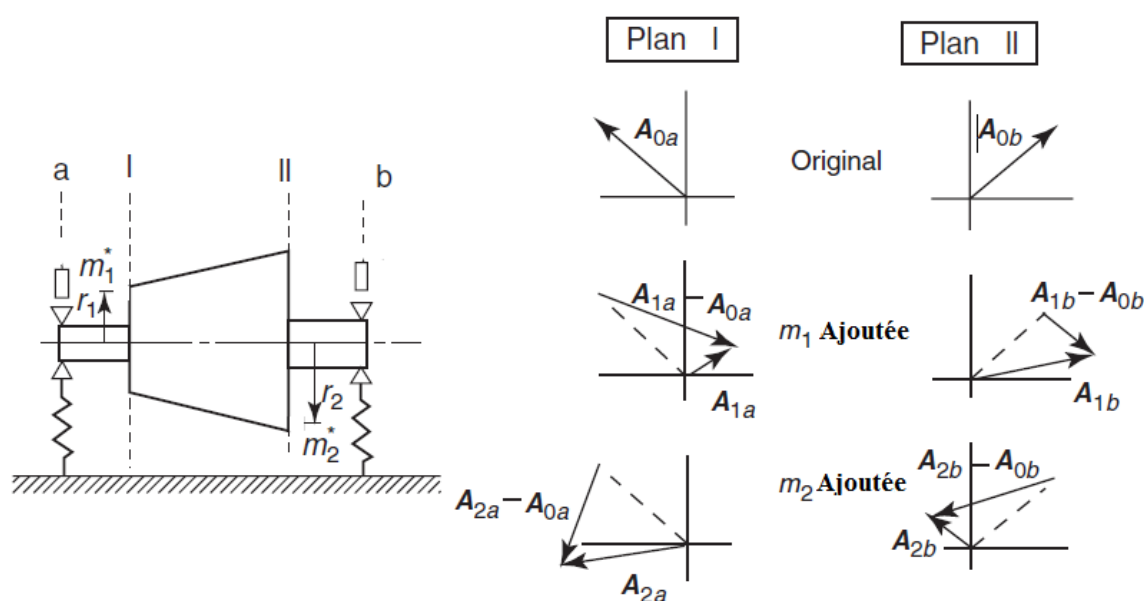 Plan I
Plan II
A0a
Original
A0b
a
I
II
b
m1*
r1
r2
m2*
A1a – A0a
A1a
m1 Ajoutée
A1b – A0b
A1b
A2a – A0a
A2a
m2 Ajoutée
A2b – A0b
A2b